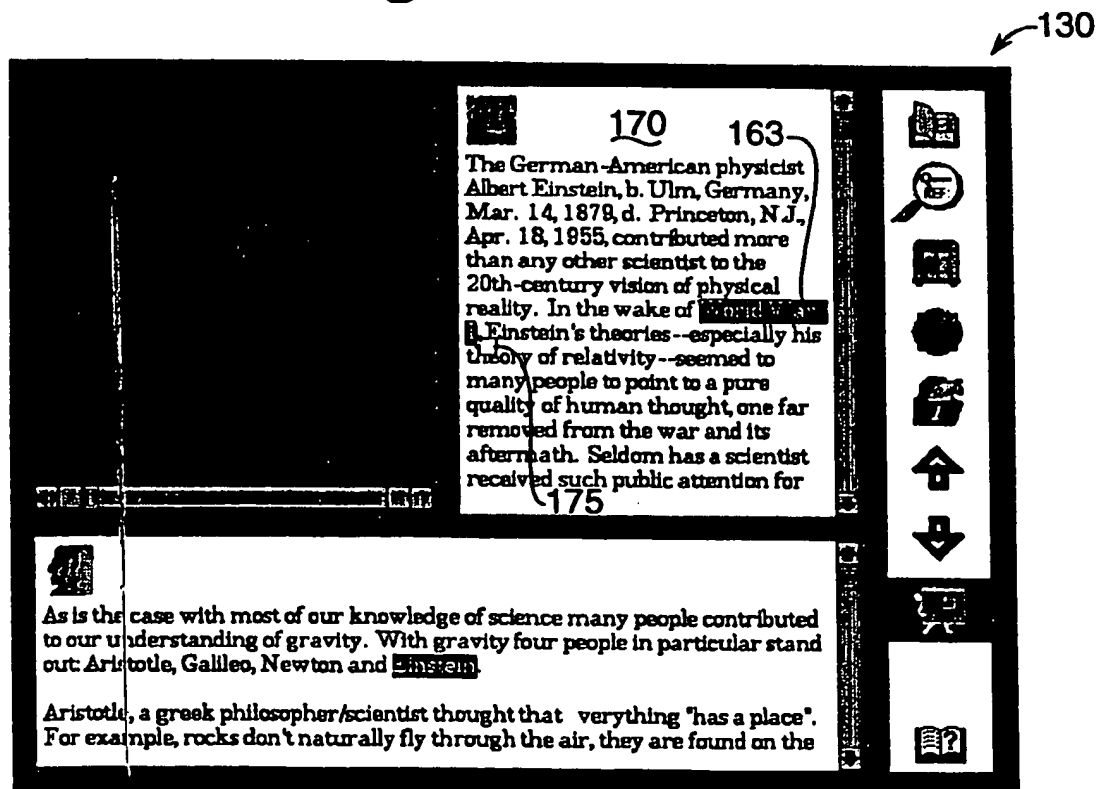 130
170
163
The German-American physicist
Albert Einstein, b. Ulm, Germany,
Mar. 14, 1879, d. Princeton, N.J.,
Apr. 18, 1955, contributed more
than any other scientist to the
20th-century vision of physical
reality. In the wake of World War
I, Einstein's theories--especially his
theory of relativity--seemed to
many people to point to a pure
quality of human thought, one far
removed from the war and its
aftermath. Seldom has a scientist
received such public attention for
175
As is the case with most of our knowledge of science many people contributed
to our understanding of gravity. With gravity four people in particular stand
out: Aristotle, Galileo, Newton and Einstein.
Aristotle, a greek philosopher/scientist thought that verything "has a place".
For example, rocks don't naturally fly through the air, they are found on the
REF:
?